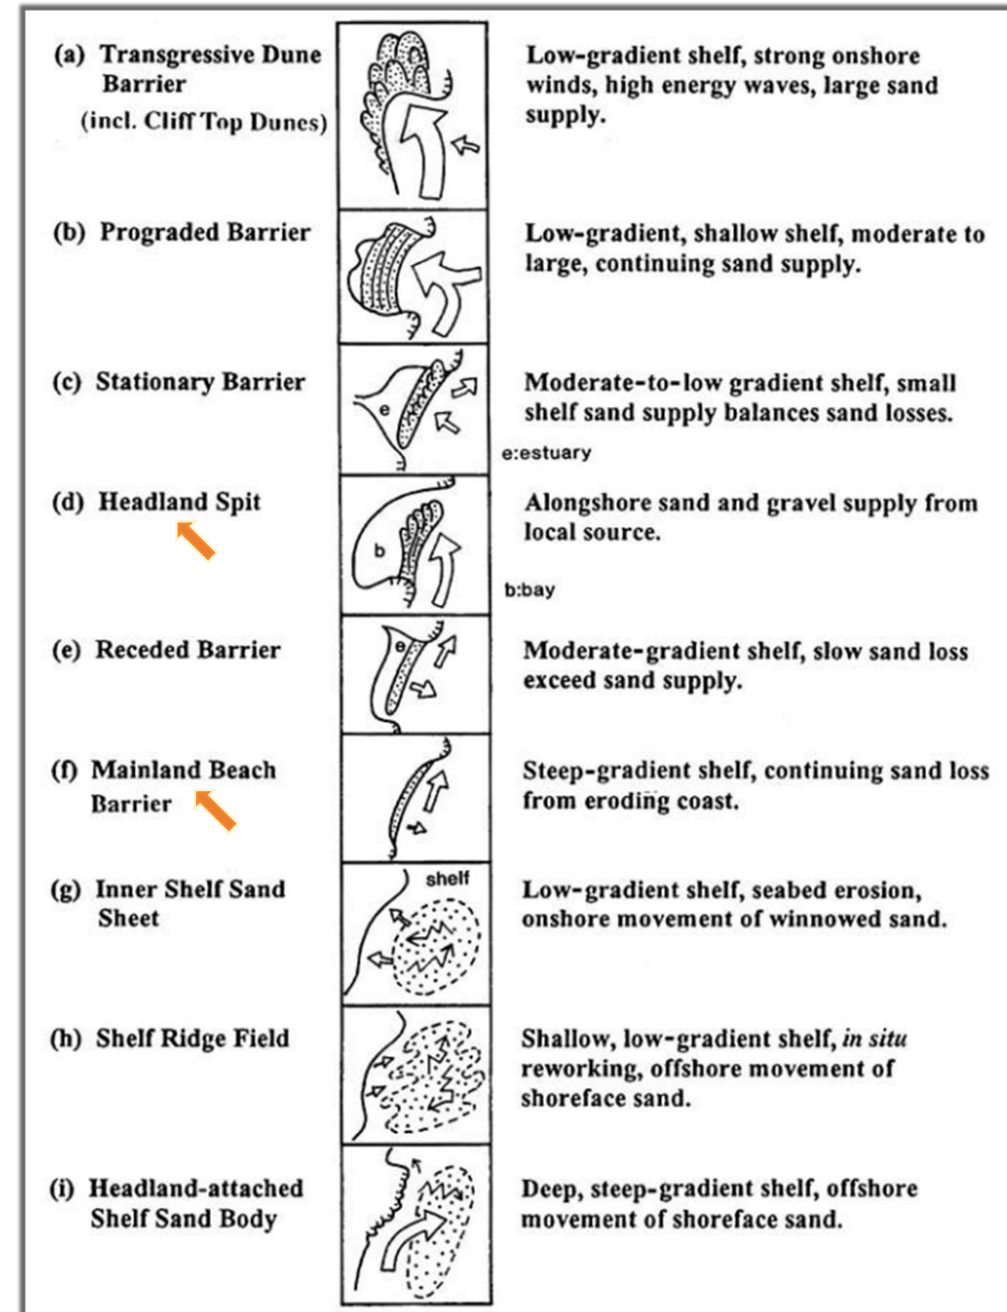 (a) Transgressive Dune
Barrier
(incl. Cliff Top Dunes)
Low-gradient shelf, strong onshore
winds, high energy waves, large sand
supply.
(b) Prograded Barrier
Low-gradient, shallow shelf, moderate to
large, continuing sand supply.
(c) Stationary Barrier
e
Moderate-to-low gradient shelf, small
shelf sand supply balances sand losses.
e:estuary
(d) Headland Spit
b
Alongshore sand and gravel supply from
local source.
b:bay
(e) Receded Barrier
e
Moderate-gradient shelf, slow sand loss
exceed sand supply.
(f) Mainland Beach
Barrier
Steep-gradient shelf, continuing sand loss
from eroding coast.
(g) Inner Shelf Sand
Sheet
shelf
Low-gradient shelf, seabed erosion,
onshore movement of winnowed sand.
(h) Shelf Ridge Field
Shallow, low-gradient shelf, in situ
reworking, offshore movement of
shoreface sand.
(i) Headland-attached
Shelf Sand Body
Deep, steep-gradient shelf, offshore
movement of shoreface sand.